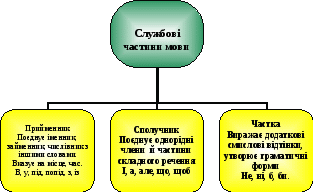 Службові
частини мови
Прийменник
Поєднує іменник,
займенник, числівник з
іншими словами
Вказує на місце, час.
В, у, під, попід, з, із
Сполучник
Поєднує однорідні
члени й частини
складного речення
І, а, але, що, щоб
Частка
Виражає додаткові
смислові відтінки,
утворює граматичні
форми
Не, ні, б, би.